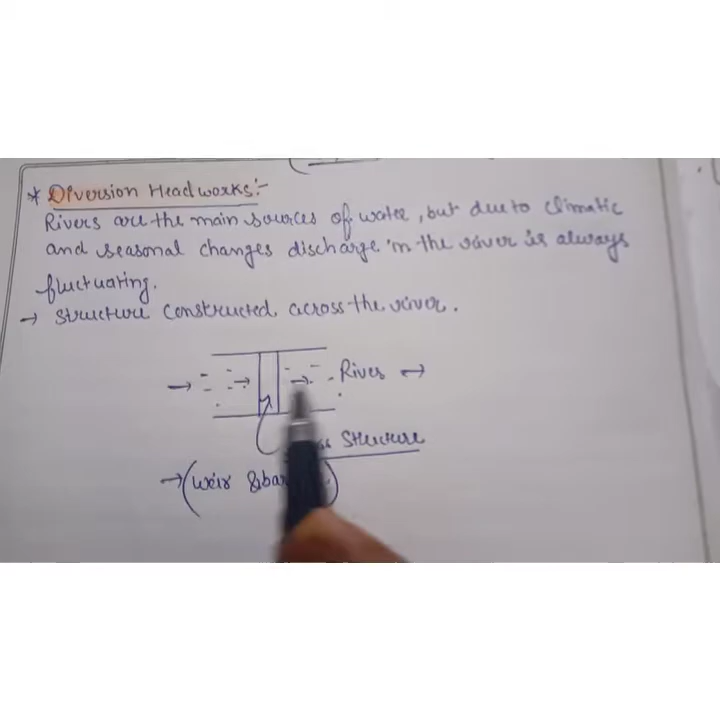 * Diversion Headworks:-
Rivers are the main sources of water, but due to climatic
and seasonal changes discharge in the river is always
fluctuating.
→ Structure constructed across the river.
→ → → River ↔
Structure
→ (Weir &